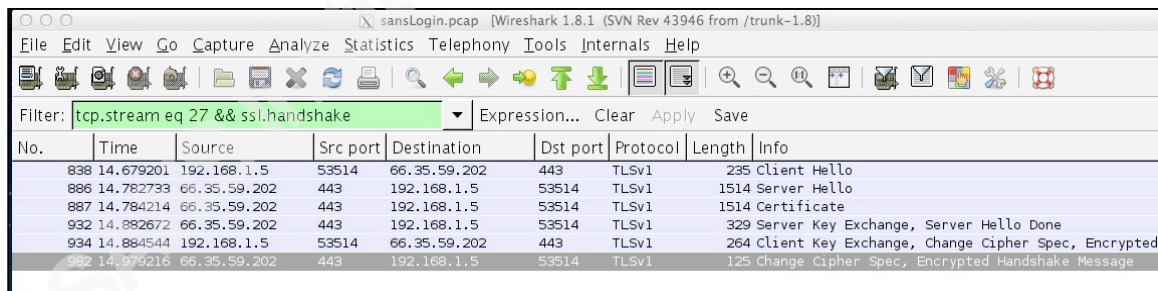 sansLogin.pcap [Wireshark 1.8.1 (SVN Rev 43946 from /trunk-1.8)]
File Edit View Go Capture Analyze Statistics Telephony Tools Internals Help
Filter: tcp.stream eq 27 && ssl.handshake Expression... Clear Apply Save
No. Time Source Src port Destination Dst port Protocol Length Info
838 14.679201 192.168.1.5 53514 66.35.59.202 443 TLSv1 235 Client Hello
886 14.782733 66.35.59.202 443 192.168.1.5 53514 TLSv1 1514 Server Hello
887 14.784214 66.35.59.202 443 192.168.1.5 53514 TLSv1 1514 Certificate
932 14.882672 66.35.59.202 443 192.168.1.5 53514 TLSv1 329 Server Key Exchange, Server Hello Done
934 14.884544 192.168.1.5 53514 66.35.59.202 443 TLSv1 264 Client Key Exchange, Change Cipher Spec, Encrypted
982 14.979216 66.35.59.202 443 192.168.1.5 53514 TLSv1 125 Change Cipher Spec, Encrypted Handshake Message